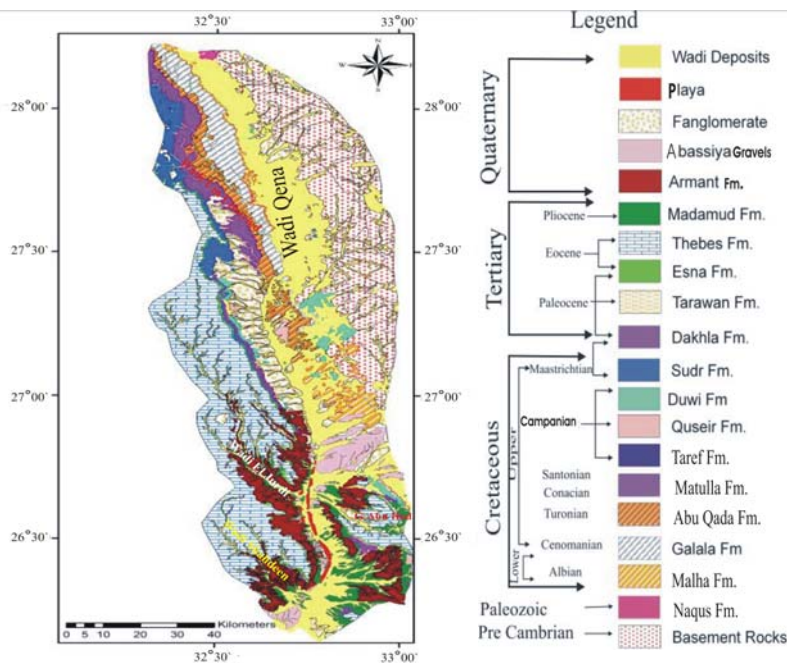 Legend
32°30'
33°00'
N
W
28°00'
28°00'
27°30'
27°30'
27°00'
27°00'
26°30'
26°30'
Wadi Qena
Kilometers
0 5 10 20 30 40
32°30'
33°00'
Quaternary
Wadi Deposits
Playa
Fanglomerate
Abassiya Gravels
Armant Fm.
Tertiary
Pliocene
Madamud Fm.
Eocene
Thebes Fm.
Esna Fm.
Paleocene
Tarawan Fm.
Dakhla Fm.
Cretaceous
Upper
Maastrichtian
Sudr Fm.
Duwi Fm
Campanian
Quseir Fm.
Taref Fm.
Santonian
Conacian
Matulla Fm.
Turonian
Abu Qada Fm.
Cenomanian
Galala Fm
Lower
Albian
Malha Fm.
Paleozoic
Naqus Fm.
Pre Cambrian
Basement Rocks